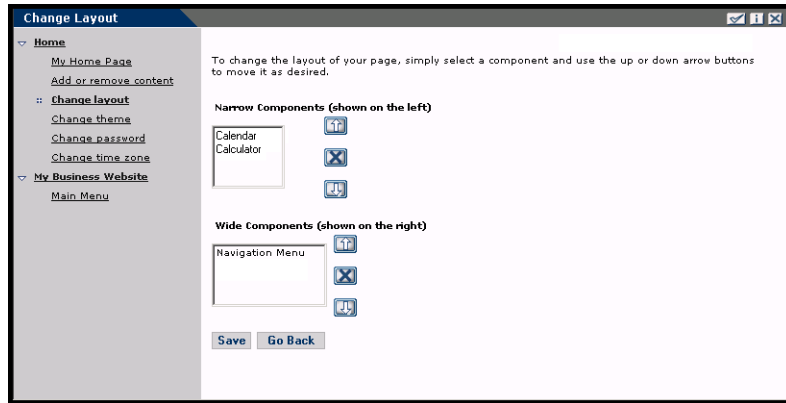 Change Layout
Home
My Home Page
Add or remove content
Change layout
Change theme
Change password
Change time zone
My Business Website
Main Menu
To change the layout of your page, simply select a component and use the up or down arrow buttons
to move it as desired.
Narrow Components (shown on the left)
Calendar
Calculator
Wide Components (shown on the right)
Navigation Menu
Save Go Back